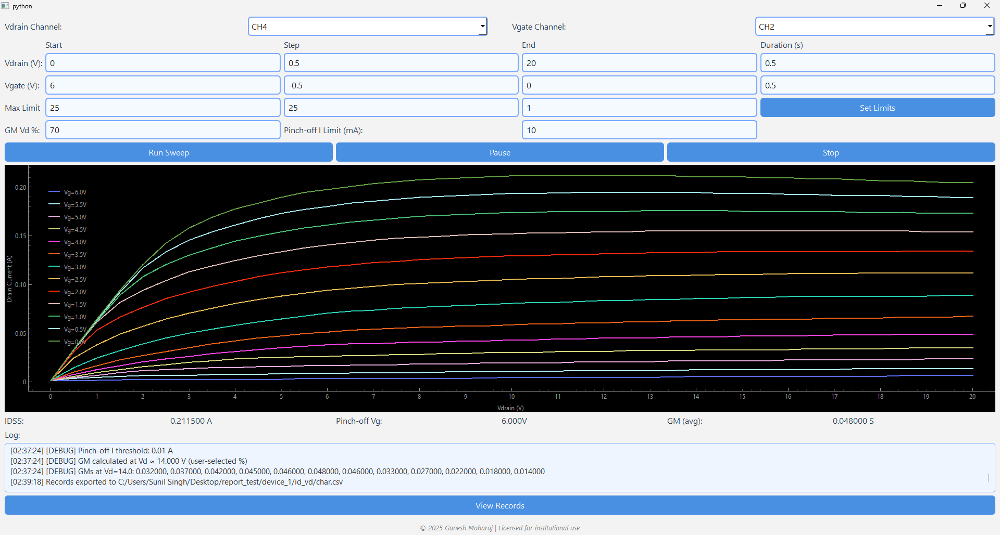 python
Vdrain Channel: CH4 Vgate Channel: CH2
Start Step End Duration (s)
Vdrain (V): 0 0.5 20 0.5
Vgate (V): 6 -0.5 0 0.5
Max Limit 25 25 1 Set Limits
GM Vd %: 70 Pinch-off I Limit (mA): 10
Run Sweep Pause Stop
Vg=6.0V
Vg=5.5V
Vg=5.0V
Vg=4.5V
Vg=4.0V
Vg=3.5V
Vg=3.0V
Vg=2.5V
Vg=2.0V
Vg=1.5V
Vg=1.0V
Vg=0.5V
Vg=0.0V
0.20
0.15
0.10
0.05
0
Drain Current (A)
0 1 2 3 4 5 6 7 8 9 10 11 12 13 14 15 16 17 18 19 20
Vdrain (V)
IDSS: 0.211500 A Pinch-off Vg: 6.000V GM (avg): 0.048000 S
Log:
[02:37:24] [DEBUG] Pinch-off I threshold: 0.01 A
[02:37:24] [DEBUG] GM calculated at Vd ≈ 14.000 V (user-selected %)
[02:37:24] [DEBUG] GMs at Vd=14.0: 0.032000, 0.037000, 0.042000, 0.045000, 0.046000, 0.048000, 0.046000, 0.033000, 0.027000, 0.022000, 0.018000, 0.014000
[02:39:18] Records exported to C:/Users/Sunil Singh/Desktop/report_test/device_1/id_vd/char.csv
View Records
© 2025 Ganesh Maharaj | Licensed for institutional use